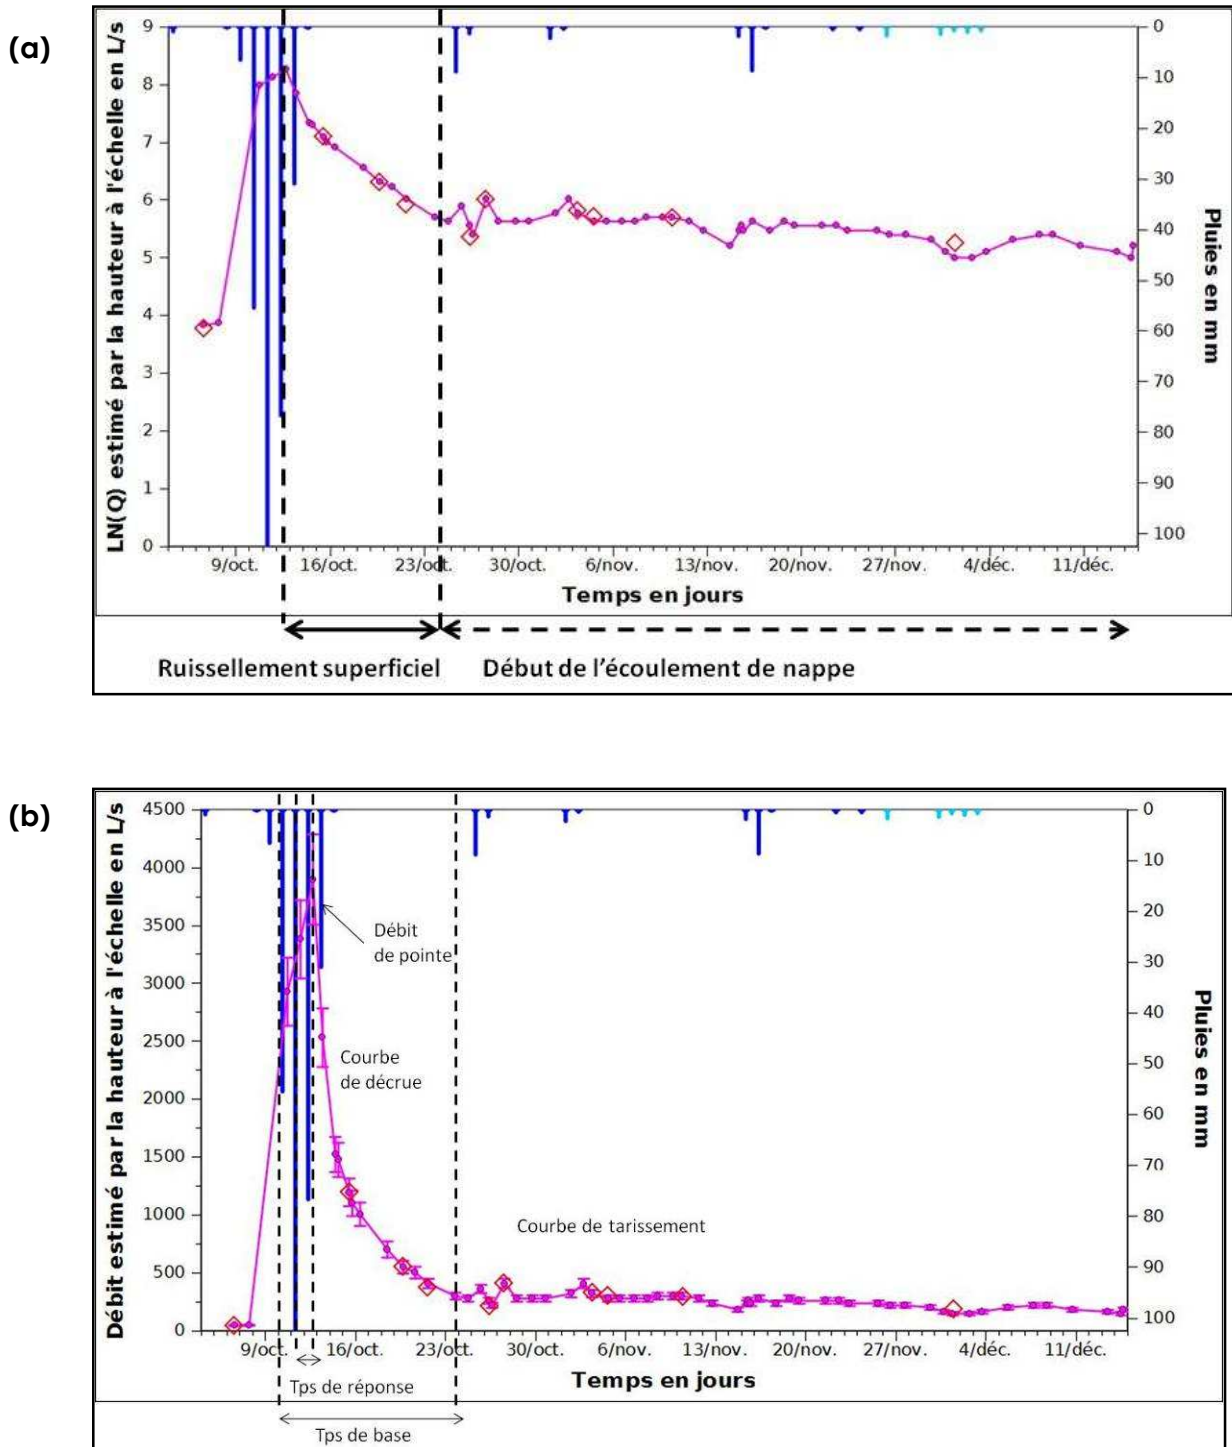 (a)
LN(Q) estimé par la hauteur à l'échelle en L/s
9
8
7
6
5
4
3
2
1
0
0
10
20
30
40
50
60
70
80
90
100
Pluies en mm
9/oct. 16/oct. 23/oct. 30/oct. 6/nov. 13/nov. 20/nov. 27/nov. 4/déc. 11/déc.
Temps en jours
Ruissellement superficiel Début de l'écoulement de nappe
(b)
Débit estimé par la hauteur à l'échelle en L/s
4500
4000
3500
3000
2500
2000
1500
1000
500
0
0
10
20
30
40
50
60
70
80
90
100
Pluies en mm
Débit
de pointe
Courbe
de décrue
Courbe de tarissement
9/oct. 16/oct. 23/oct. 30/oct. 6/nov. 13/nov. 20/nov. 27/nov. 4/déc. 11/déc.
Tps de réponse
Temps en jours
Tps de base